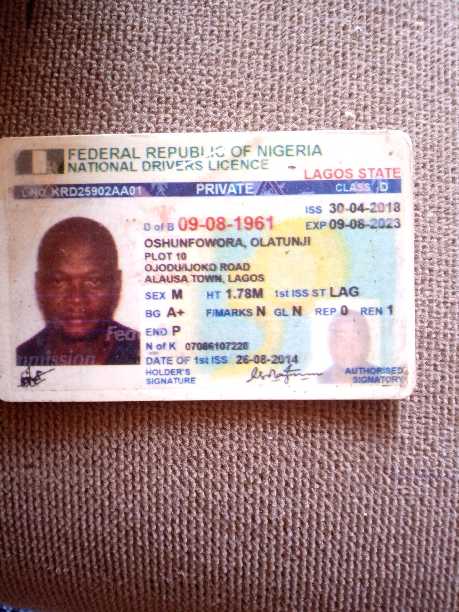 FEDERAL REPUBLIC OF NIGERIA
NATIONAL DRIVERS LICENCE
LAGOS STATE
L/NO KRD25902AA01 PRIVATE CLASS D
ISS 30-04-2018
D of B 09-08-1961 EXP 09-08-2023
OSHUNFOWORA, OLATUNJI
PLOT 10
OJODU/IJOKO ROAD
ALAUSA TOWN, LAGOS
SEX M HT 1.78M 1st ISS ST LAG
BG A+ F/MARKS N GL N REP 0 REN 1
END P
N of K 07086107228
DATE OF 1st ISS 26-08-2014
HOLDER'S
SIGNATURE
AUTHORISED
SIGNATORY
Fed
mmission